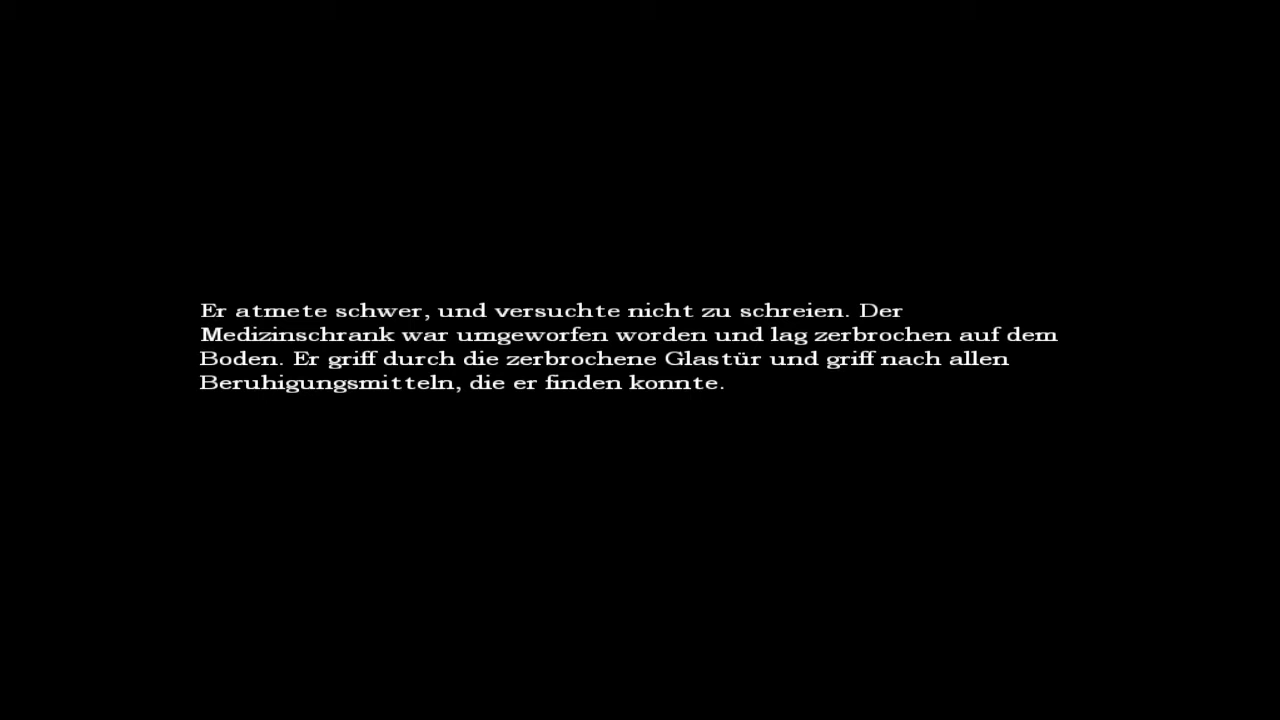 Er atmete schwer, und versuchte nicht zu schreien. Der
Medizinschrank war umgeworfen worden und lag zerbrochen auf dem
Boden. Er griff durch die zerbrochene Glastür und griff nach allen
Beruhigungsmitteln, die er finden konnte.